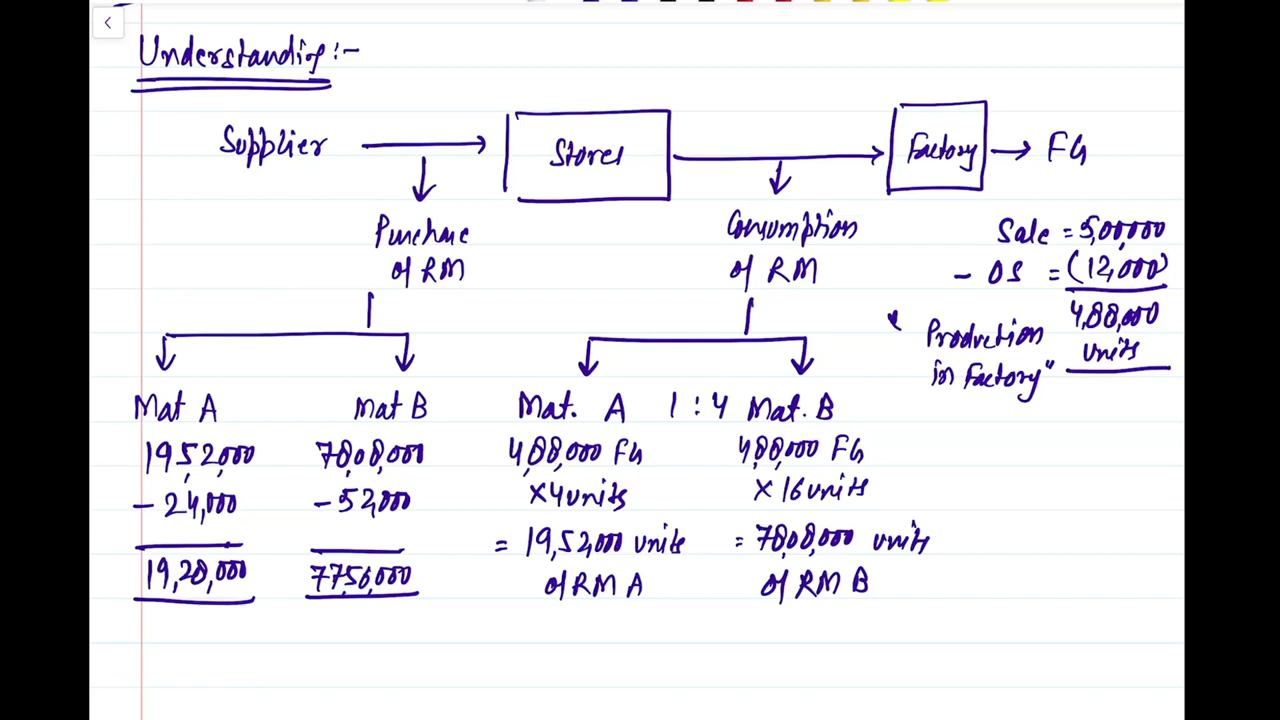 Understanding :-
Supplier → Stores → Factory → FG
Purchase
of RM
Consumption
of RM
Sale = 5,00,000
- OS = (12,000)
4,88,000
units
"Production
in Factory"
Mat A
Mat B
Mat. A 1 : 4 Mat. B
19,52,000
- 24,000
19,28,000
78,08,000
- 52,000
77,56,000
4,88,000 FG
×4 units
= 19,52,000 units
of RM A
4,88,000 FG
× 16 units
= 78,08,000 units
of RM B